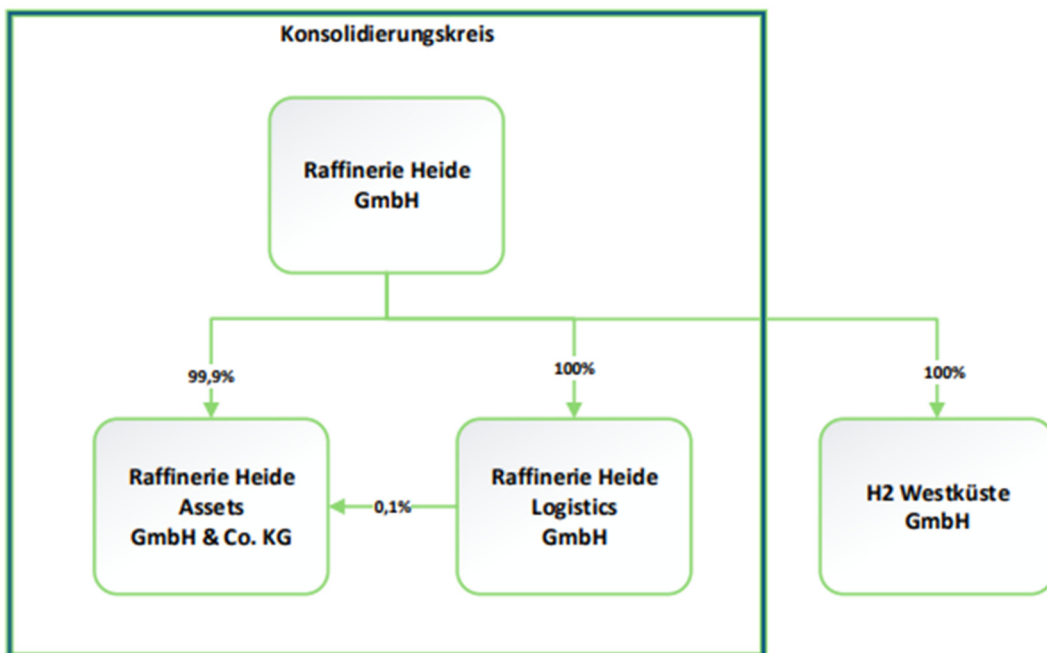 Konsolidierungskreis
Raffinerie Heide
GmbH
99,9%
100%
100%
Raffinerie Heide
Assets
GmbH & Co. KG
0,1%
Raffinerie Heide
Logistics
GmbH
H2 Westküste
GmbH